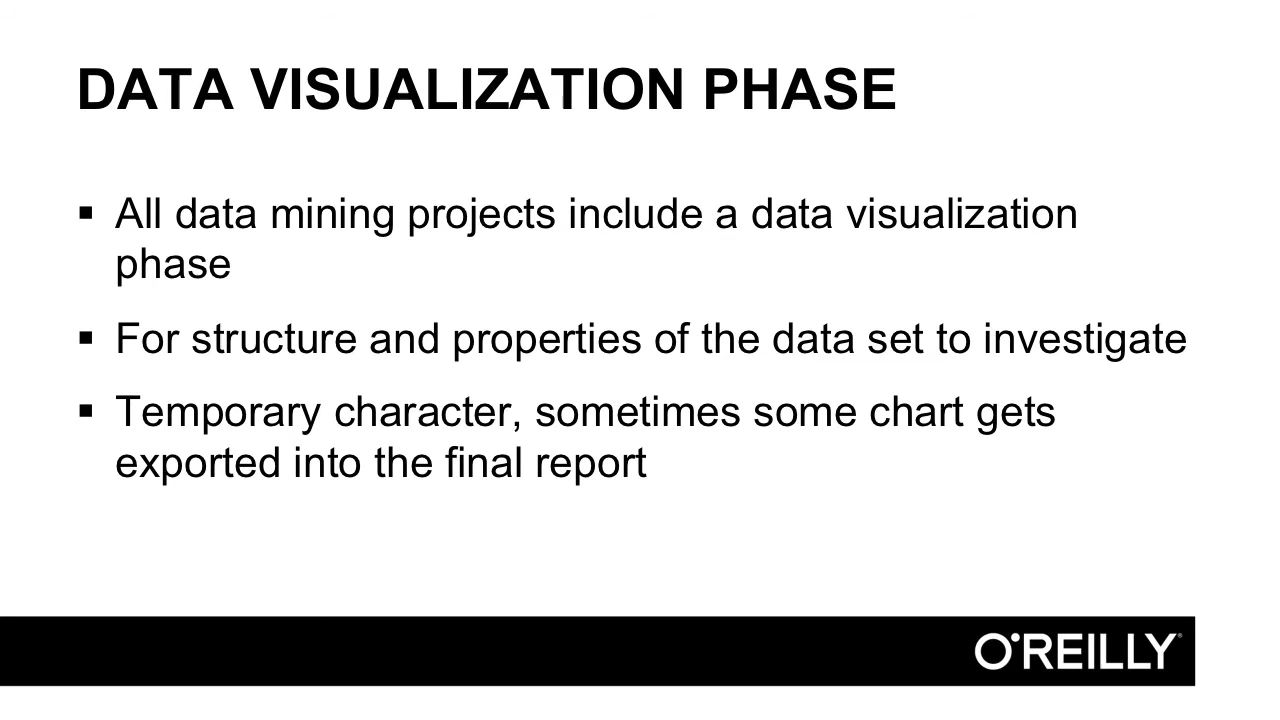 DATA VISUALIZATION PHASE
▪ All data mining projects include a data visualization
phase
▪ For structure and properties of the data set to investigate
▪ Temporary character, sometimes some chart gets
exported into the final report
O'REILLY®